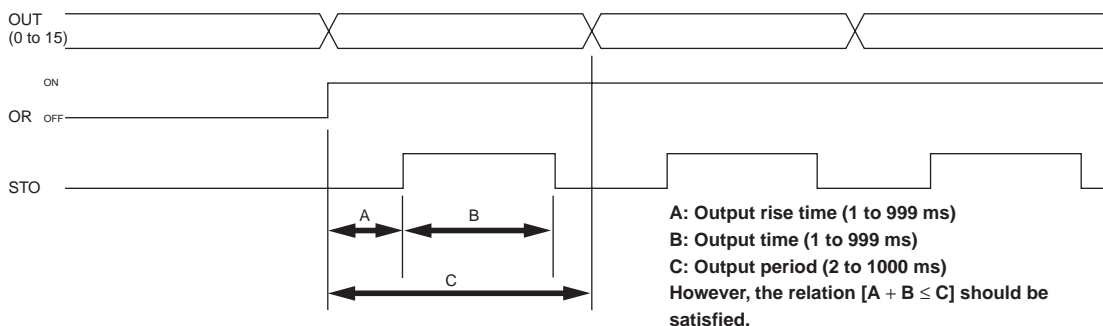 OUT
(0 to 15)
ON
OR OFF
STO
A
B
C
A: Output rise time (1 to 999 ms)
B: Output time (1 to 999 ms)
C: Output period (2 to 1000 ms)
However, the relation [A + B ≤ C] should be
satisfied.